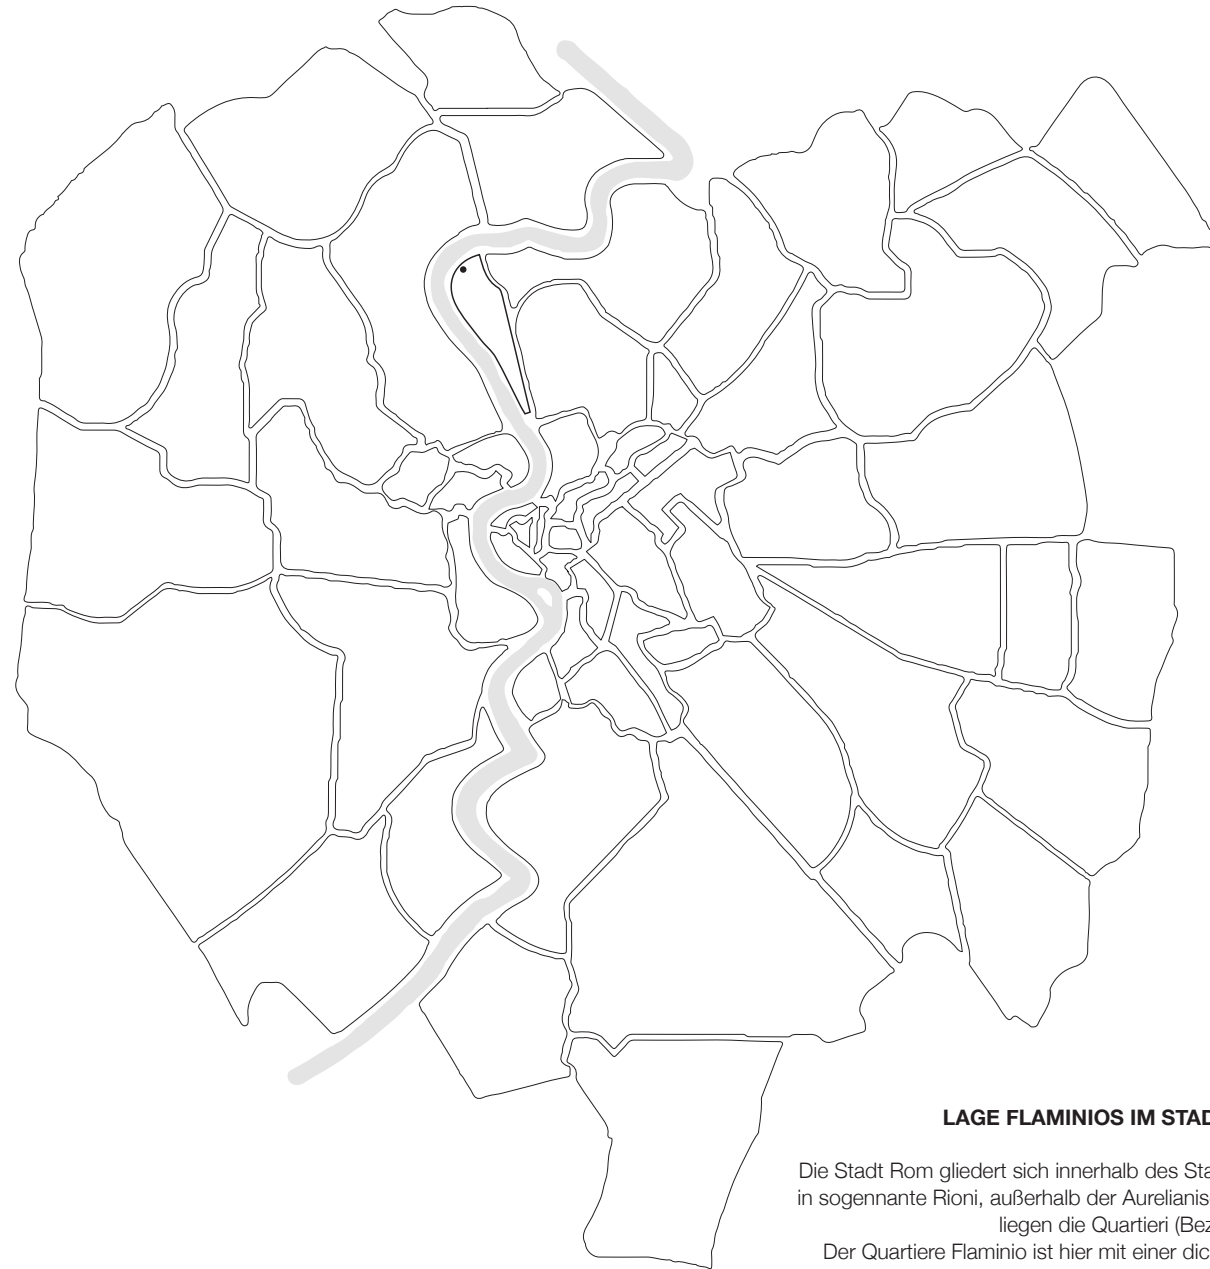 LAGE FLAMINIOS IM STAD
Die Stadt Rom gliedert sich innerhalb des Sta
in sogennante Rioni, außerhalb der Aurelianis
liegen die Quartieri (Bez
Der Quartiere Flaminio ist hier mit einer dic